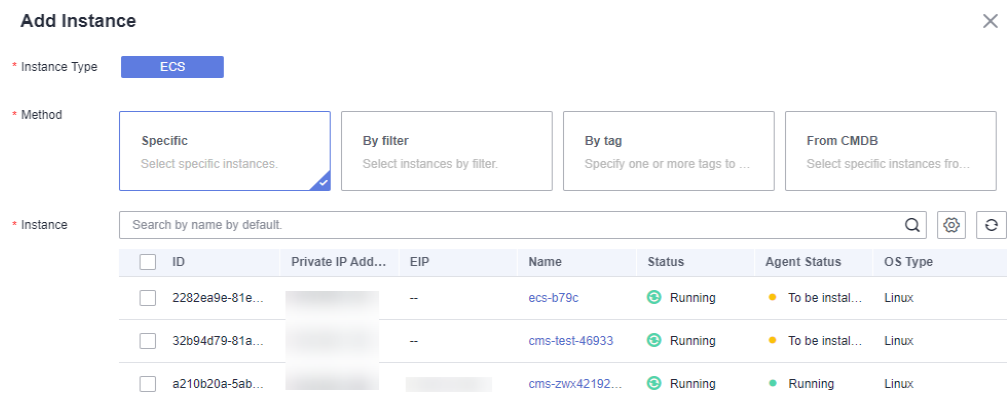 Add Instance
* Instance Type ECS
* Method
Specific By filter By tag From CMDB
Select specific instances. Select instances by filter. Specify one or more tags to ... Select specific instances fro...
* Instance Search by name by default.
ID Private IP Add... EIP Name Status Agent Status OS Type
2282ea9e-81e... -- ecs-b79c Running To be instal... Linux
32b94d79-81a... -- cms-test-46933 Running To be instal... Linux
a210b20a-5ab... cms-zwx42192... Running Running Linux